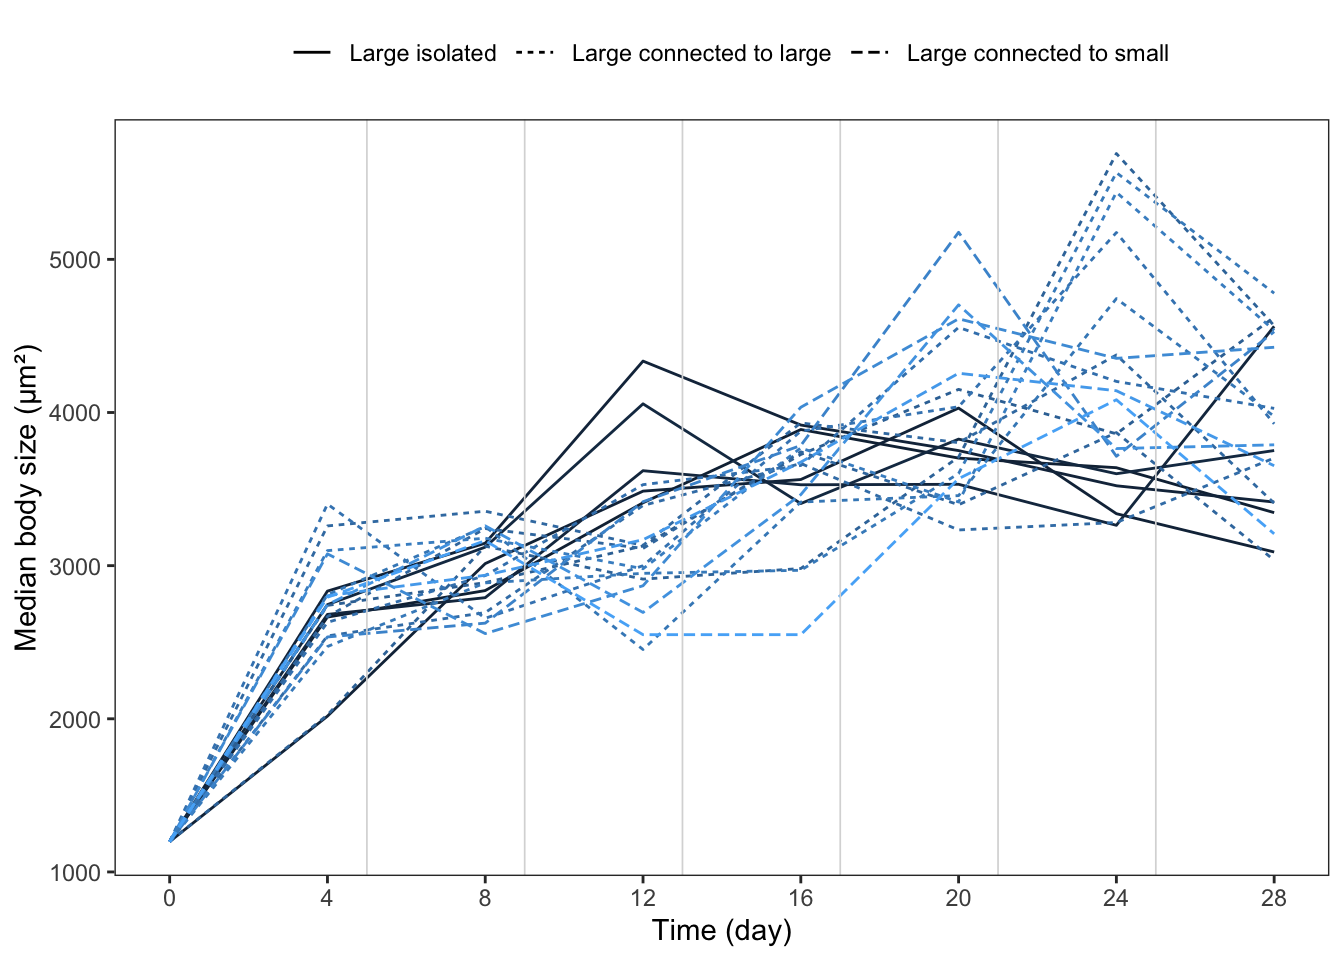 Large isolated Large connected to large Large connected to small
Median body size (µm²)
5000
4000
3000
2000
1000
0 4 8 12 16 20 24 28
Time (day)